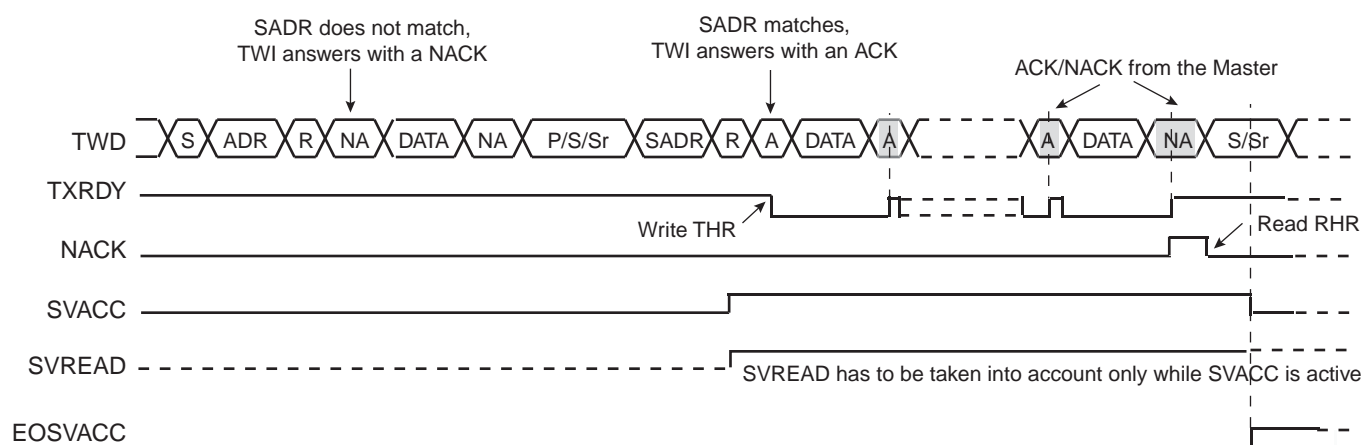 SADR does not match,
TWI answers with a NACK
SADR matches,
TWI answers with an ACK
ACK/NACK from the Master
TWD S ADR R NA DATA NA P/S/Sr SADR R A DATA A A DATA NA S/Sr
TXRDY
Write THR
Read RHR
NACK
SVACC
SVREAD
SVREAD has to be taken into account only while SVACC is active
EOSVACC